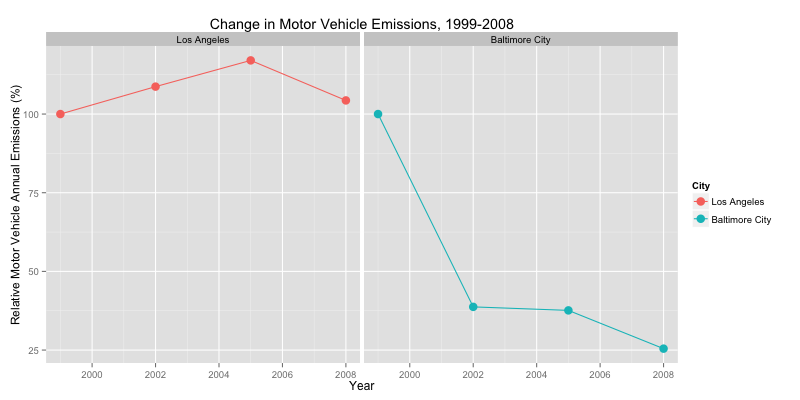 Change in Motor Vehicle Emissions, 1999-2008
Los Angeles
Baltimore City
Relative Motor Vehicle Annual Emissions (%)
100
75
50
25
2000 2002 2004 2006 2008
2000 2002 2004 2006 2008
Year
City
Los Angeles
Baltimore City